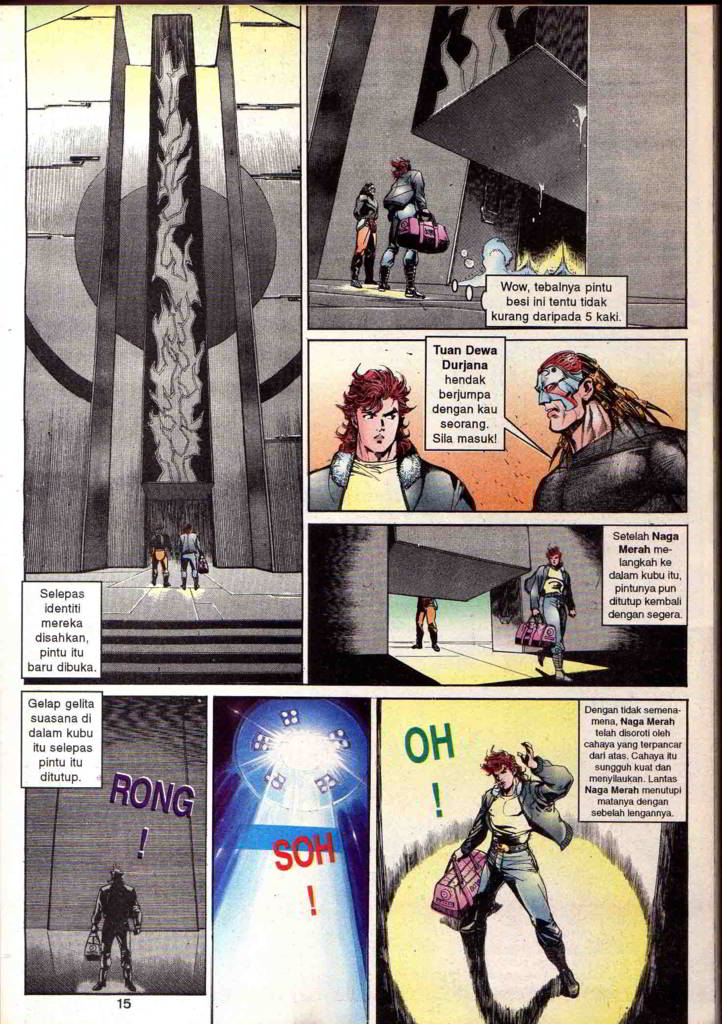 Selepas
identiti
mereka
disahkan,
pintu itu
baru dibuka.
Wow, tebalnya pintu
besi ini tentu tidak
kurang daripada 5 kaki.
Tuan Dewa
Durjana
hendak
berjumpa
dengan kau
seorang.
Sila masuk!
Setelah Naga
Merah me-
langkah ke
dalam kubu itu,
pintunya pun
ditutup kembali
dengan segera.
Gelap gelita
suasana di
dalam kubu
itu selepas
pintu itu
ditutup.
RONG
!
SOH
!
OH
!
Dengan tidak semena-
mena, Naga Merah
telah disoroti oleh
cahaya yang terpancar
dari atas. Cahaya itu
sungguh kuat dan
menyilaukan. Lantas
Naga Merah menutupi
matanya dengan
sebelah lengannya.
15